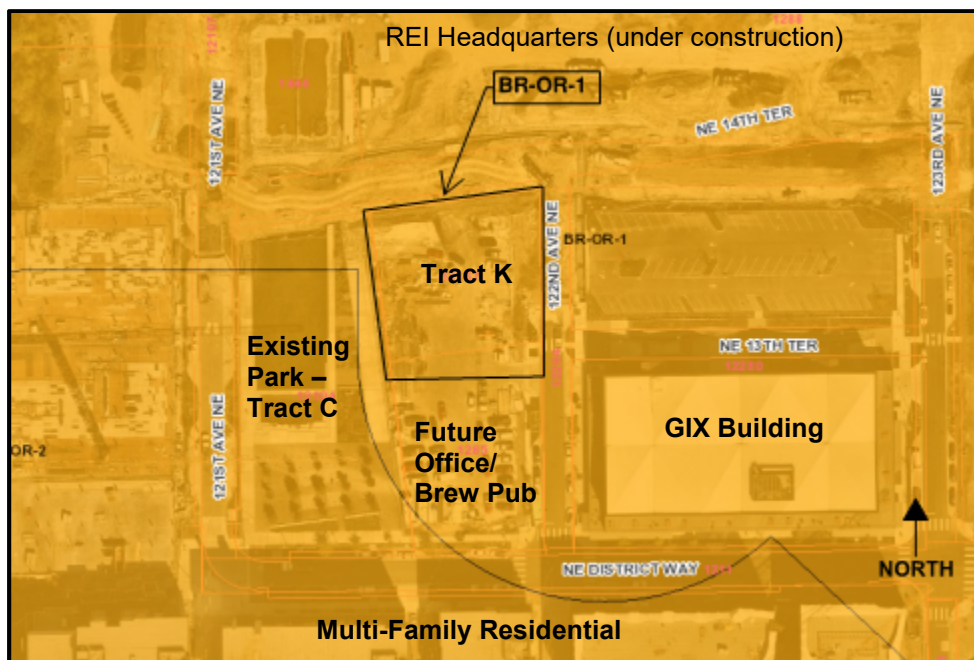 REI Headquarters (under construction)
BR-OR-1
NE 14TH TER
121ST AVE NE
123RD AVE NE
122ND AVE NE
BR-OR-1
Tract K
NE 13TH TER
Existing
Park –
Tract C
Future
Office/
Brew Pub
GIX Building
OR-2
121ST AVE NE
NE DISTRICT WAY
NORTH
Multi-Family Residential